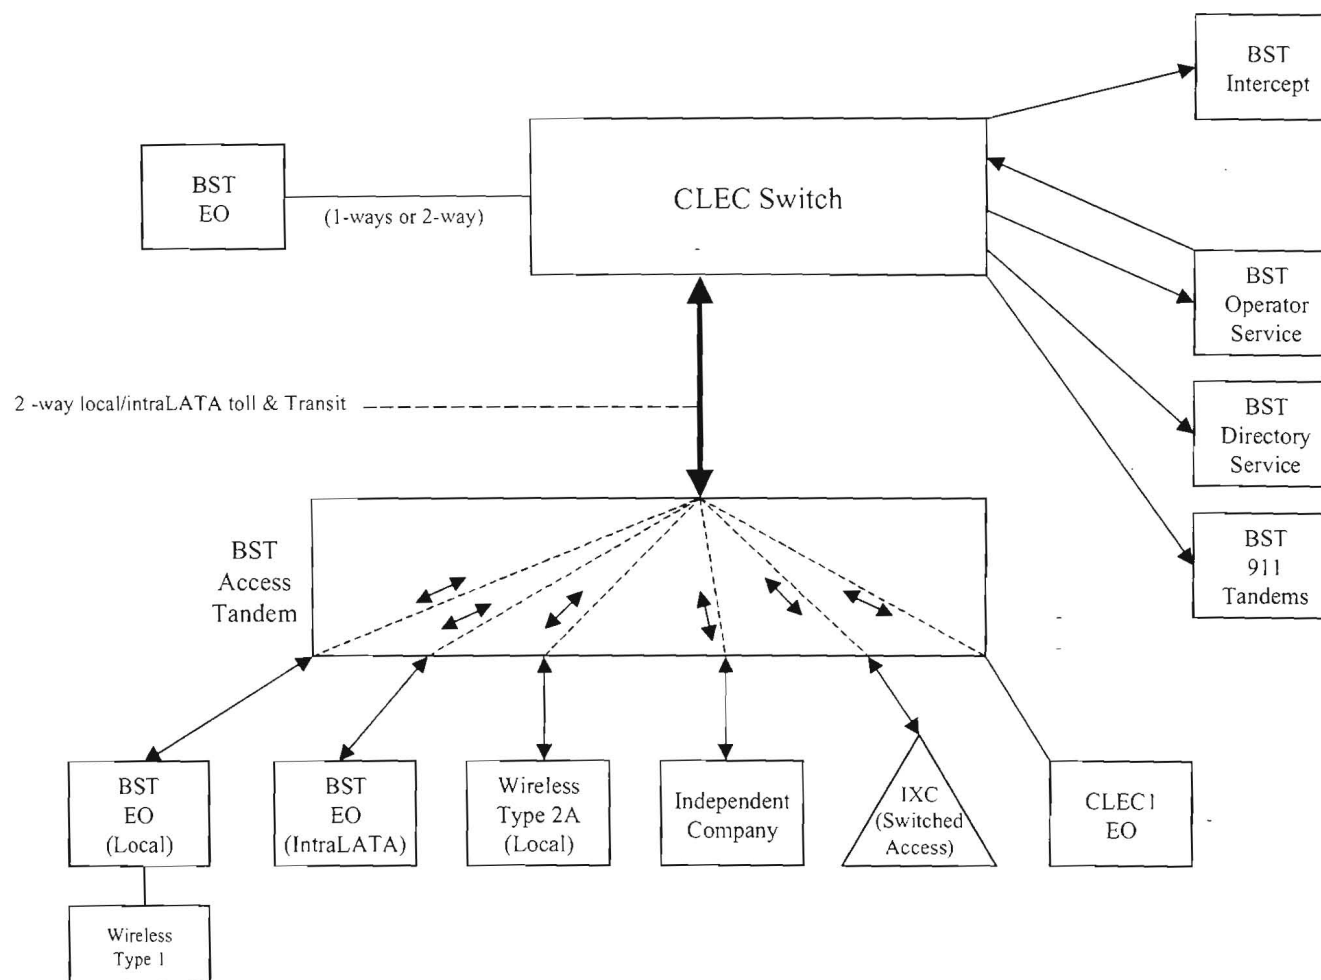 BST
Intercept
BST
EO
(1-ways or 2-way)
CLEC Switch
BST
Operator
Service
2 -way local/intraLATA toll & Transit
BST
Directory
Service
BST
Access
Tandem
BST
911
Tandems
BST
EO
(Local)
BST
EO
(IntraLATA)
Wireless
Type 2A
(Local)
Independent
Company
IXC
(Switched
Access)
CLEC1
EO
Wireless
Type 1